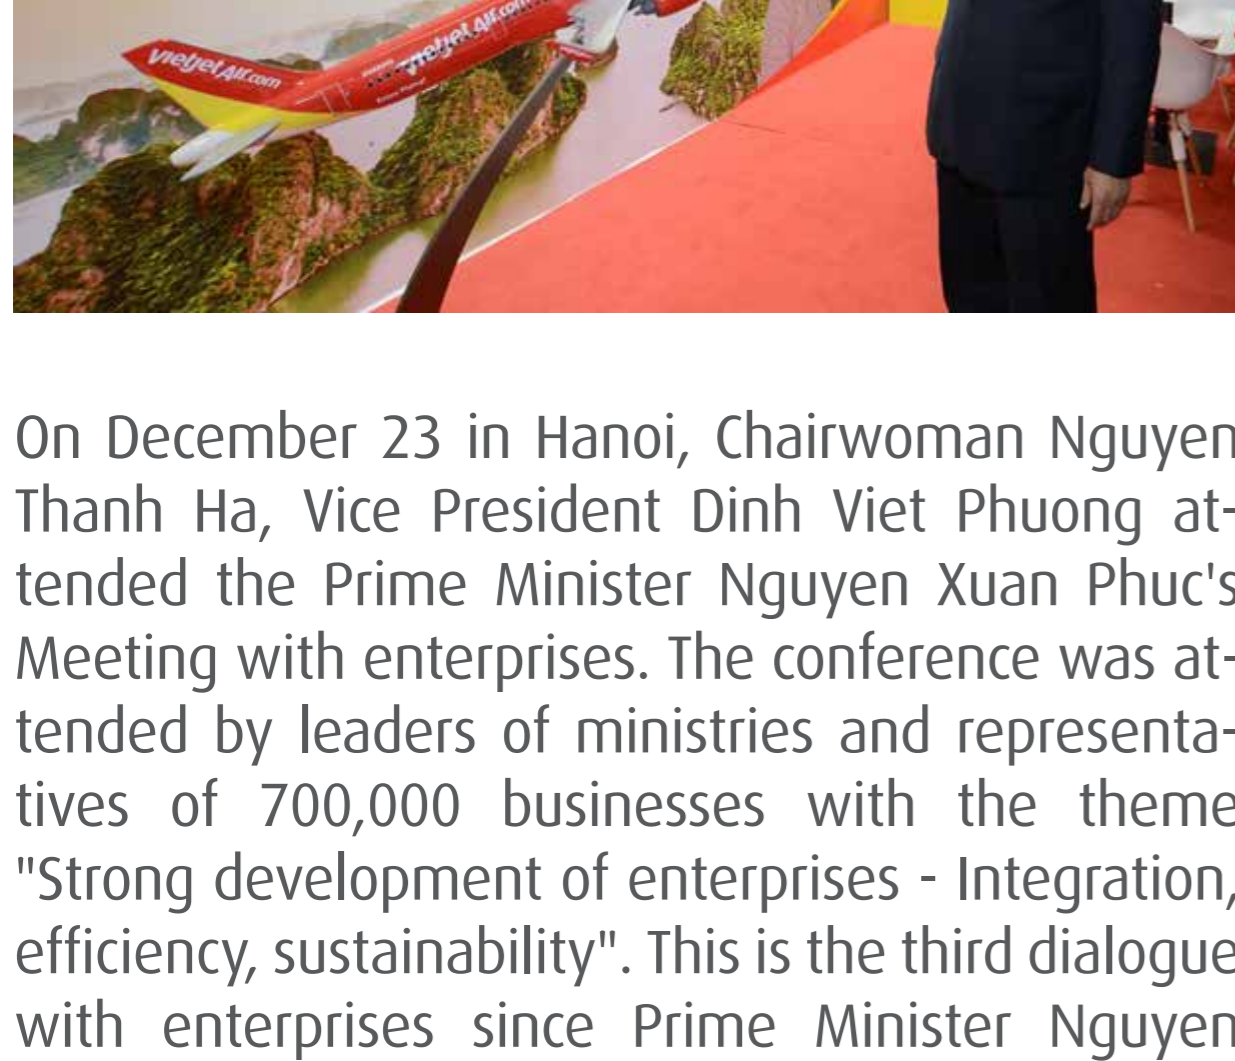 vietjetAir.com
vietjetAir.com
On December 23 in Hanoi, Chairwoman Nguyen
Thanh Ha, Vice President Dinh Viet Phuong at-
tended the Prime Minister Nguyen Xuan Phuc's
Meeting with enterprises. The conference was at-
tended by leaders of ministries and representa-
tives of 700,000 businesses with the theme
"Strong development of enterprises - Integration,
efficiency, sustainability". This is the third dialogue
with enterprises since Prime Minister Nguyen